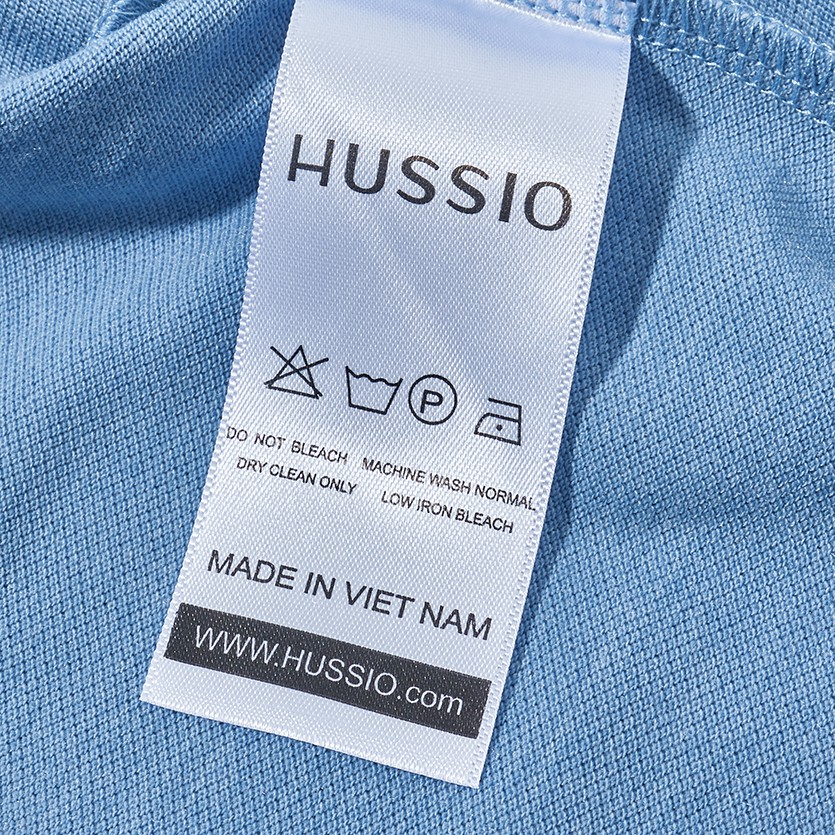 HUSSIO
P
DO NOT BLEACH MACHINE WASH NORMAL
DRY CLEAN ONLY LOW IRON BLEACH
MADE IN VIET NAM
WWW.HUSSIO.com